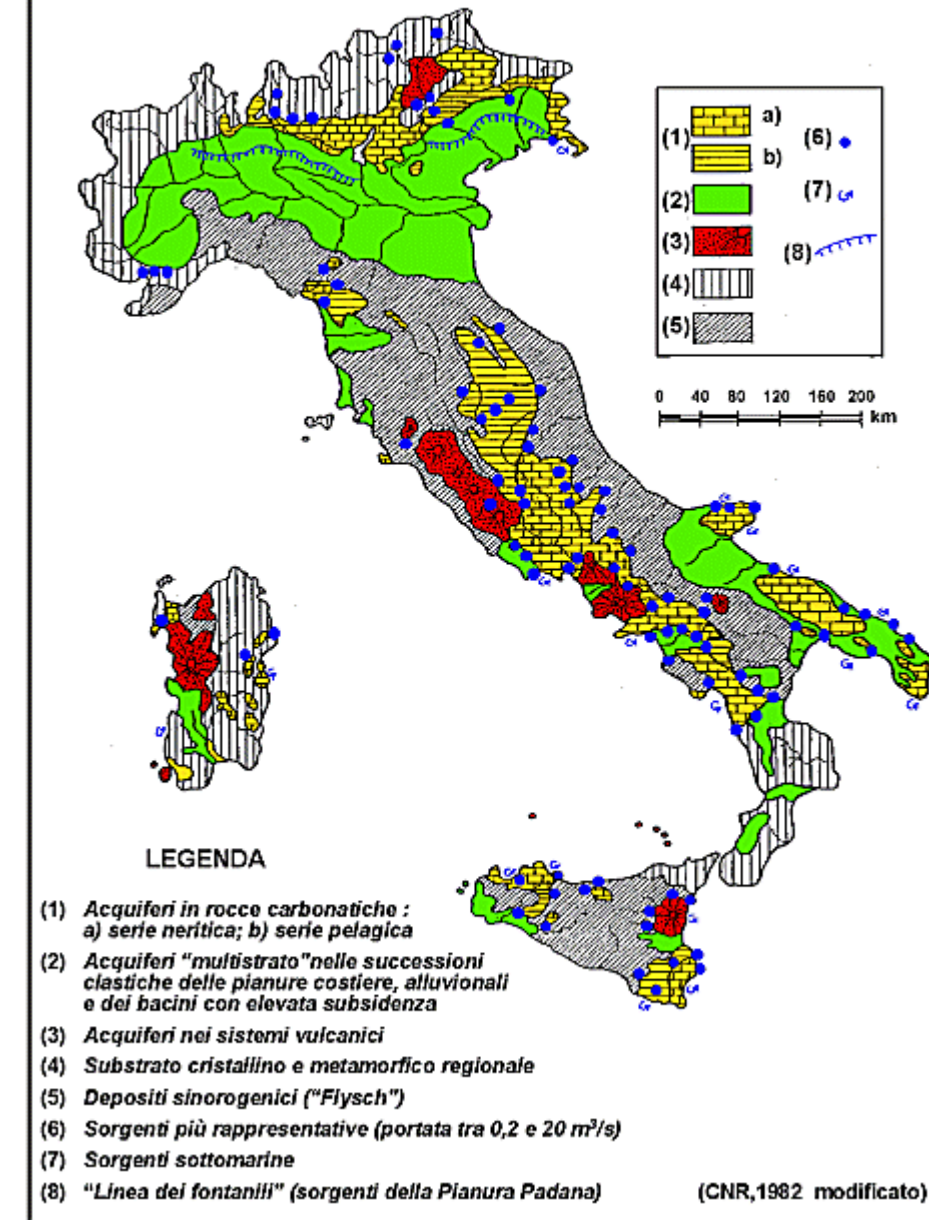 (1)
a)
b)
(2)
(3)
(4)
(5)
(6)
(7)
(8)
0 40 80 120 160 200
km
LEGENDA
(1) Acquiferi in rocce carbonatiche :
a) serie neritica; b) serie pelagica
(2) Acquiferi "multistrato"nelle successioni
clastiche delle pianure costiere, alluvionali
e dei bacini con elevata subsidenza
(3) Acquiferi nei sistemi vulcanici
(4) Substrato cristallino e metamorfico regionale
(5) Depositi sinorogenici ("Flysch")
(6) Sorgenti più rappresentative (portata tra 0,2 e 20 m³/s)
(7) Sorgenti sottomarine
(8) "Linea dei fontanili" (sorgenti della Pianura Padana)
(CNR,1982 modificato)